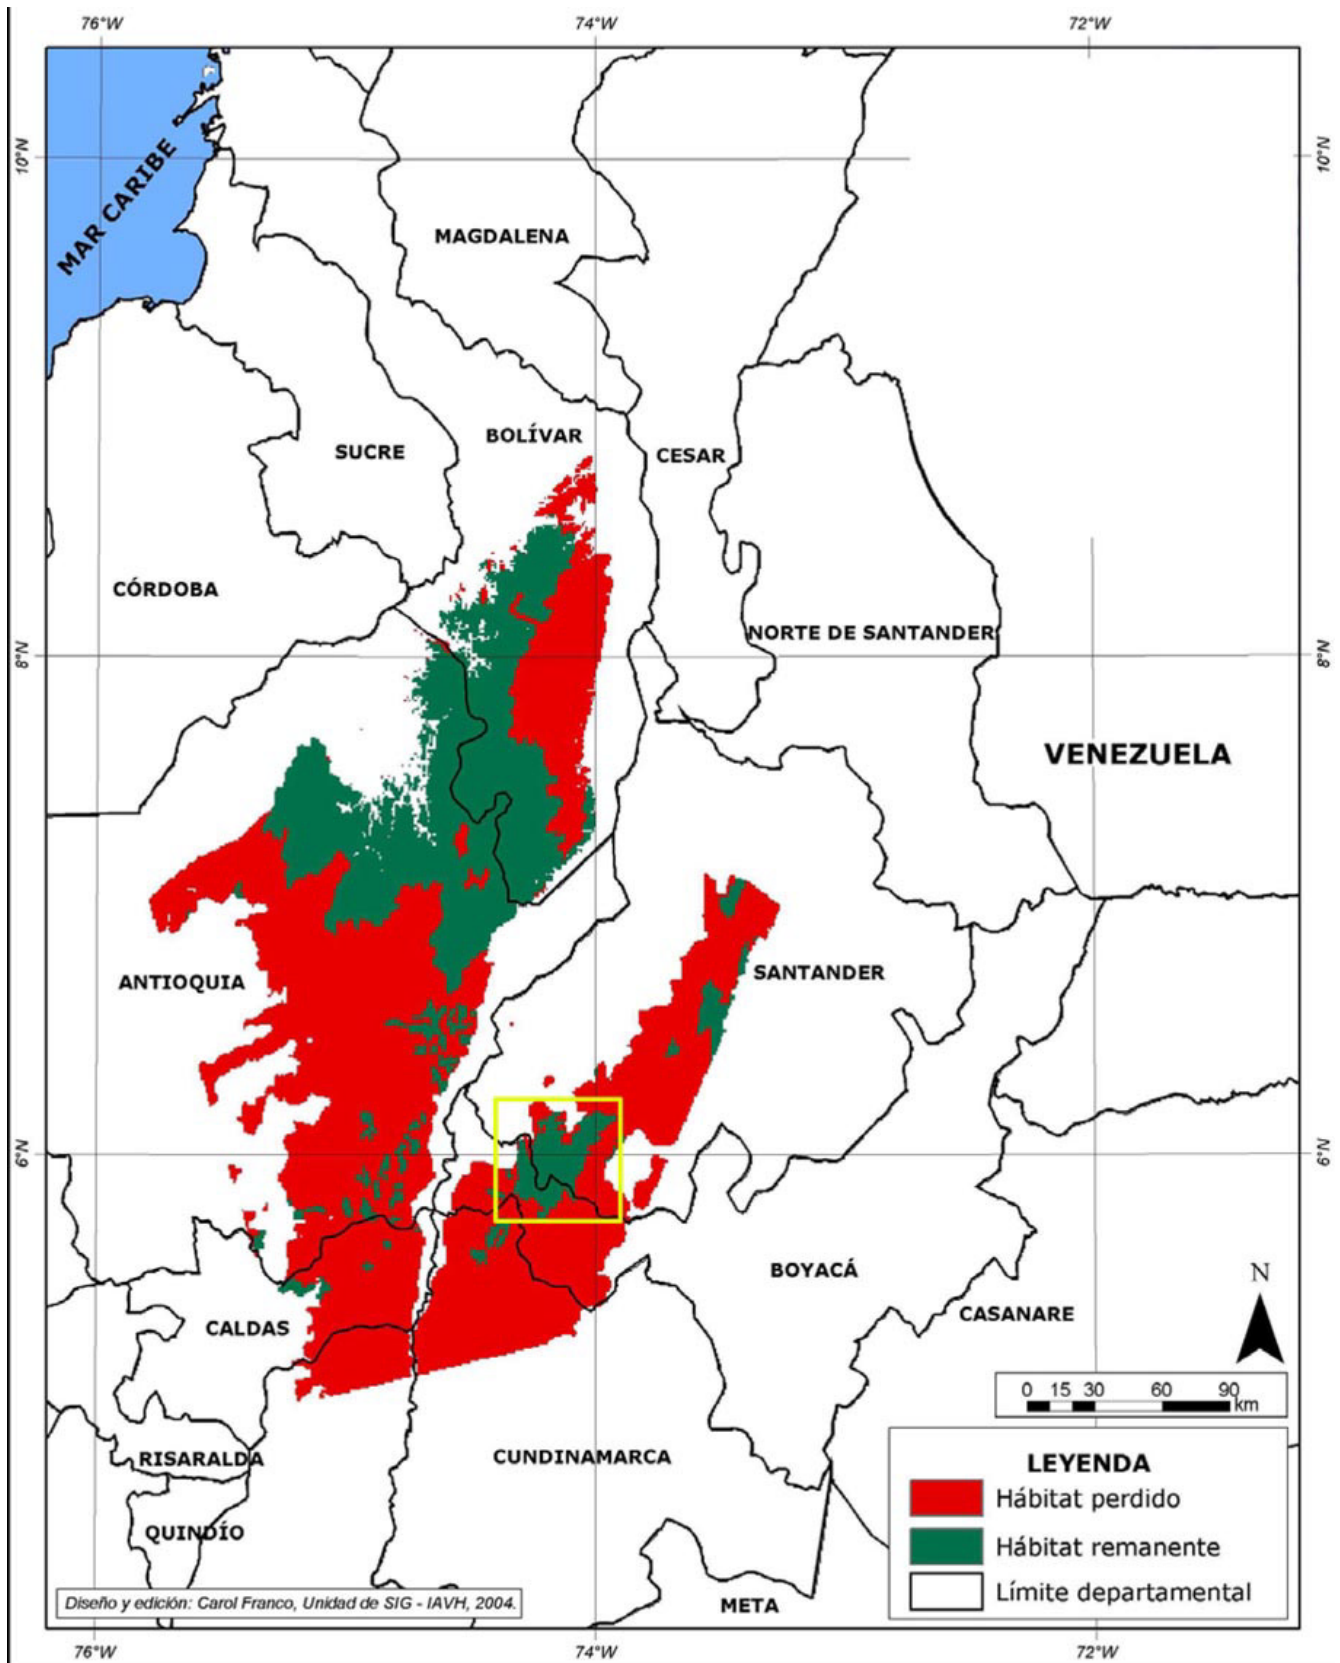 76°W 74°W 72°W
10°N 10°N
MAR CARIBE
MAGDALENA
BOLÍVAR
SUCRE
CESAR
CÓRDOBA
NORTE DE SANTANDER
8°N 8°N
VENEZUELA
ANTIOQUIA
SANTANDER
6°N 6°N
BOYACÁ
N
CASANARE
CALDAS
0 15 30 60 90
km
RISARALDA
CUNDINAMARCA
LEYENDA
Hábitat perdido
QUINDÍO
Hábitat remanente
Límite departamental
Diseño y edición: Carol Franco, Unidad de SIG - IAVH, 2004.
META
76°W 74°W 72°W